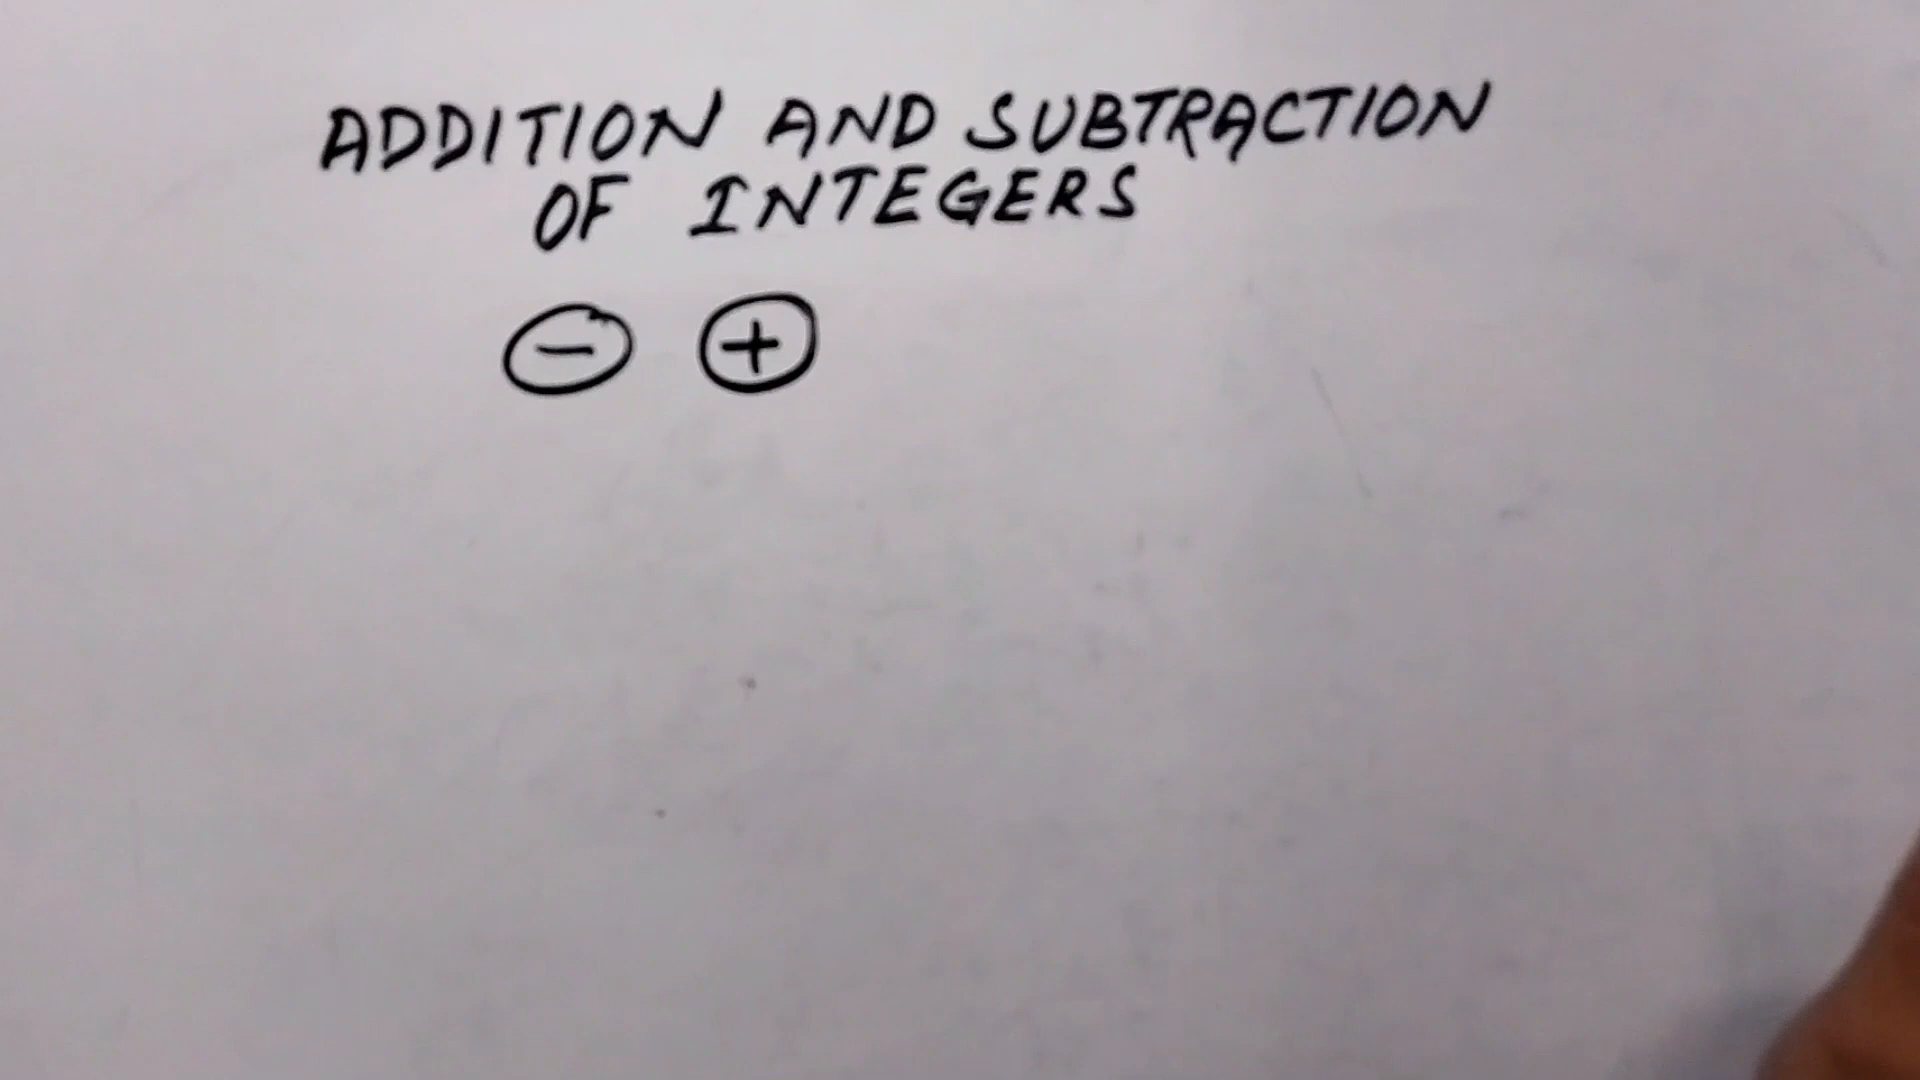 ADDITION AND SUBTRACTION
OF INTEGERS
- +